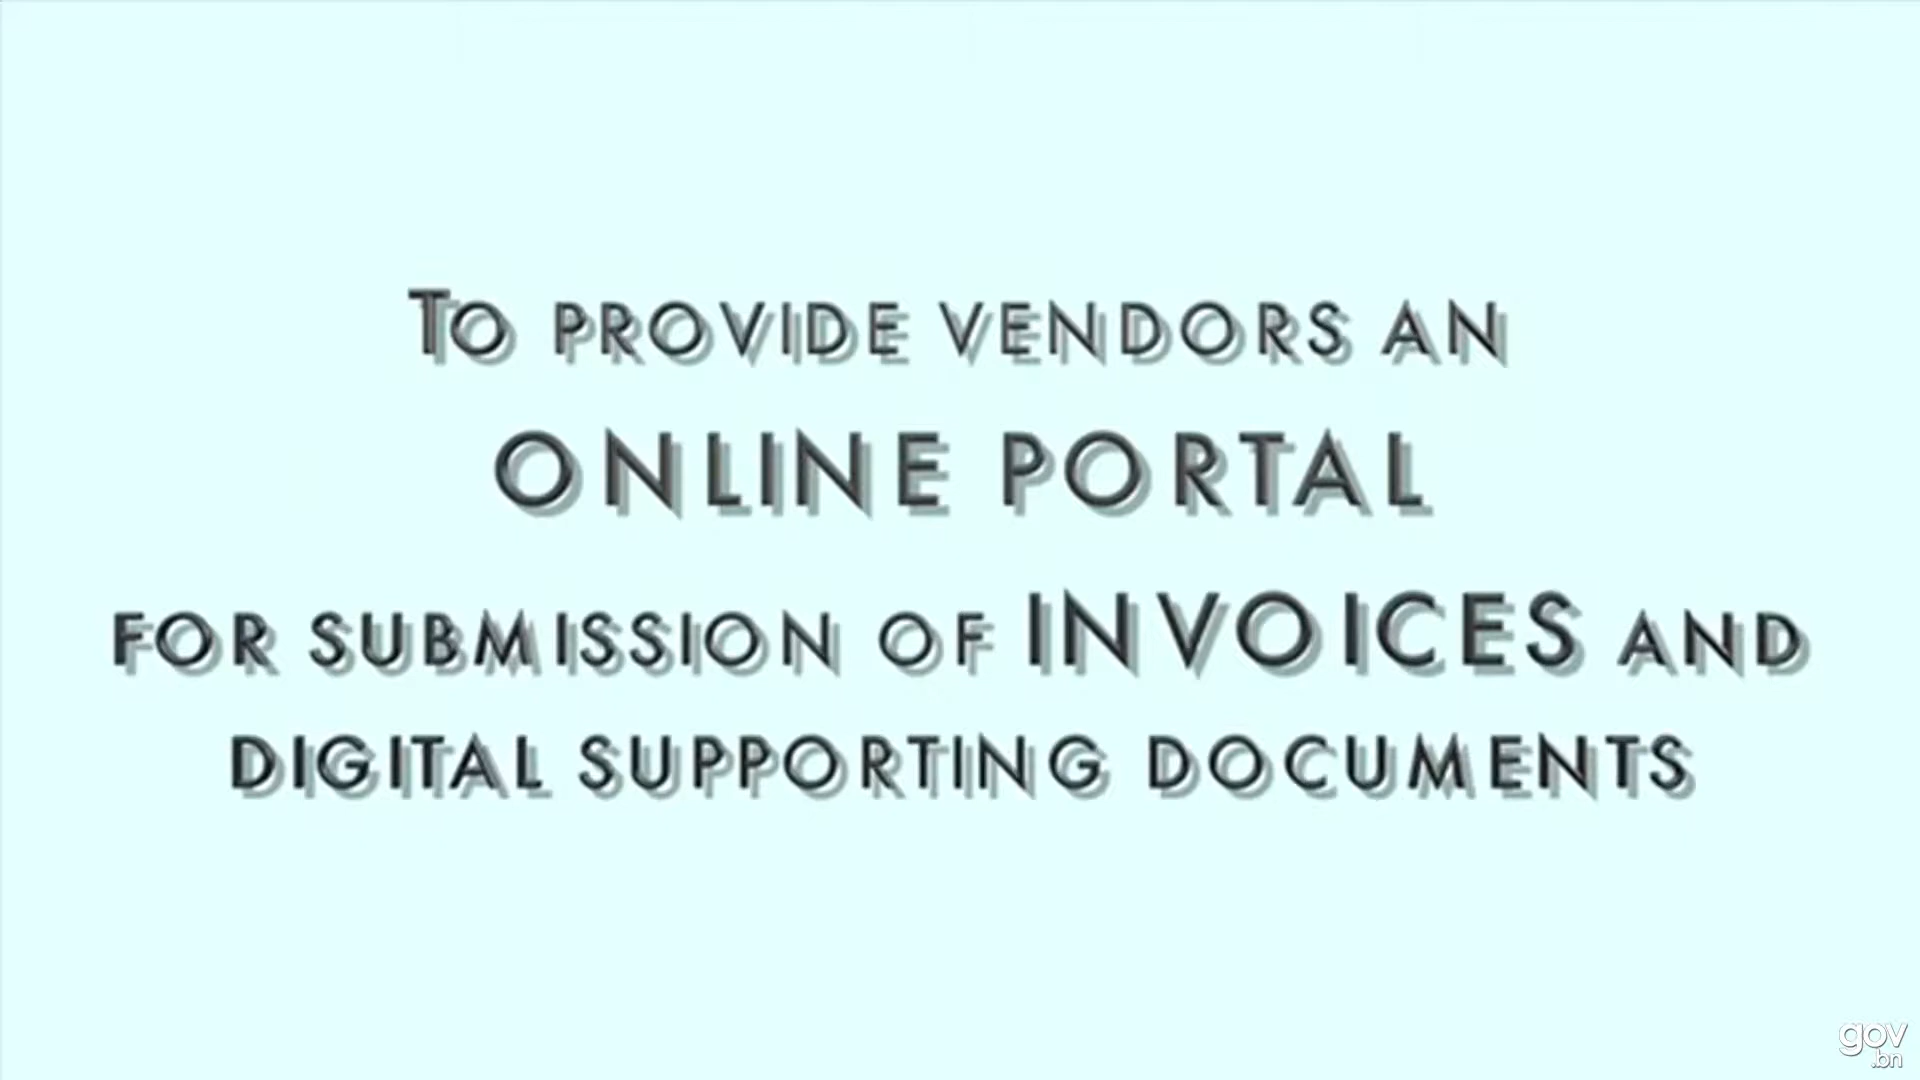 TO PROVIDE VENDORS AN
ONLINE PORTAL
FOR SUBMISSION OF INVOICES AND
DIGITAL SUPPORTING DOCUMENTS
gov
.bn